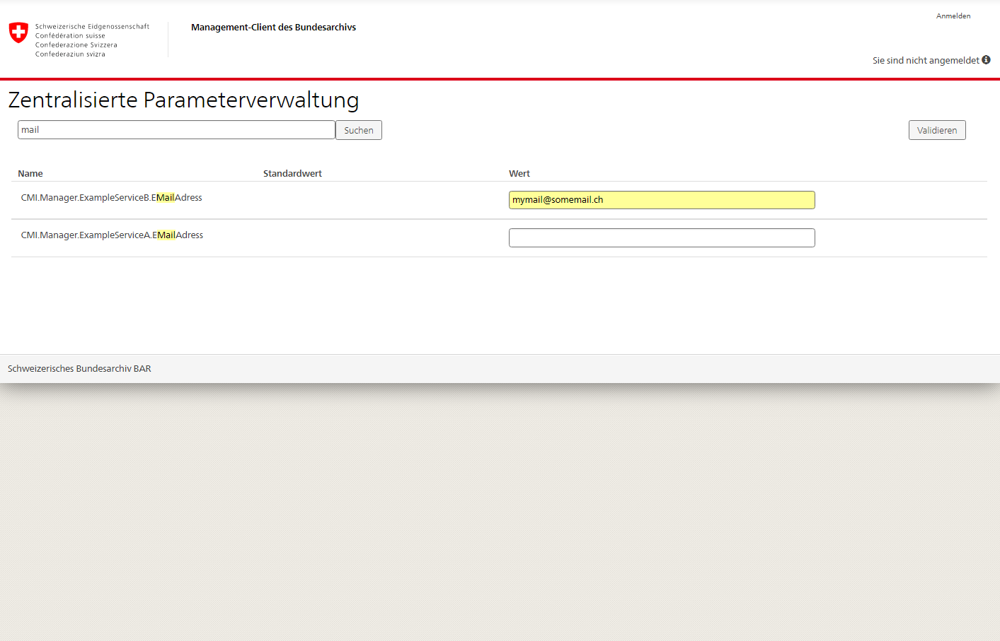 Anmelden
Schweizerische Eidgenossenschaft
Confédération suisse
Confederazione Svizzera
Confederaziun svizra
Management-Client des Bundesarchivs
Sie sind nicht angemeldet
Zentralisierte Parameterverwaltung
mail Suchen Validieren
Name Standardwert Wert
CMI.Manager.ExampleServiceB.EMailAdress mymail@somemail.ch
CMI.Manager.ExampleServiceA.EMailAdress
Schweizerisches Bundesarchiv BAR